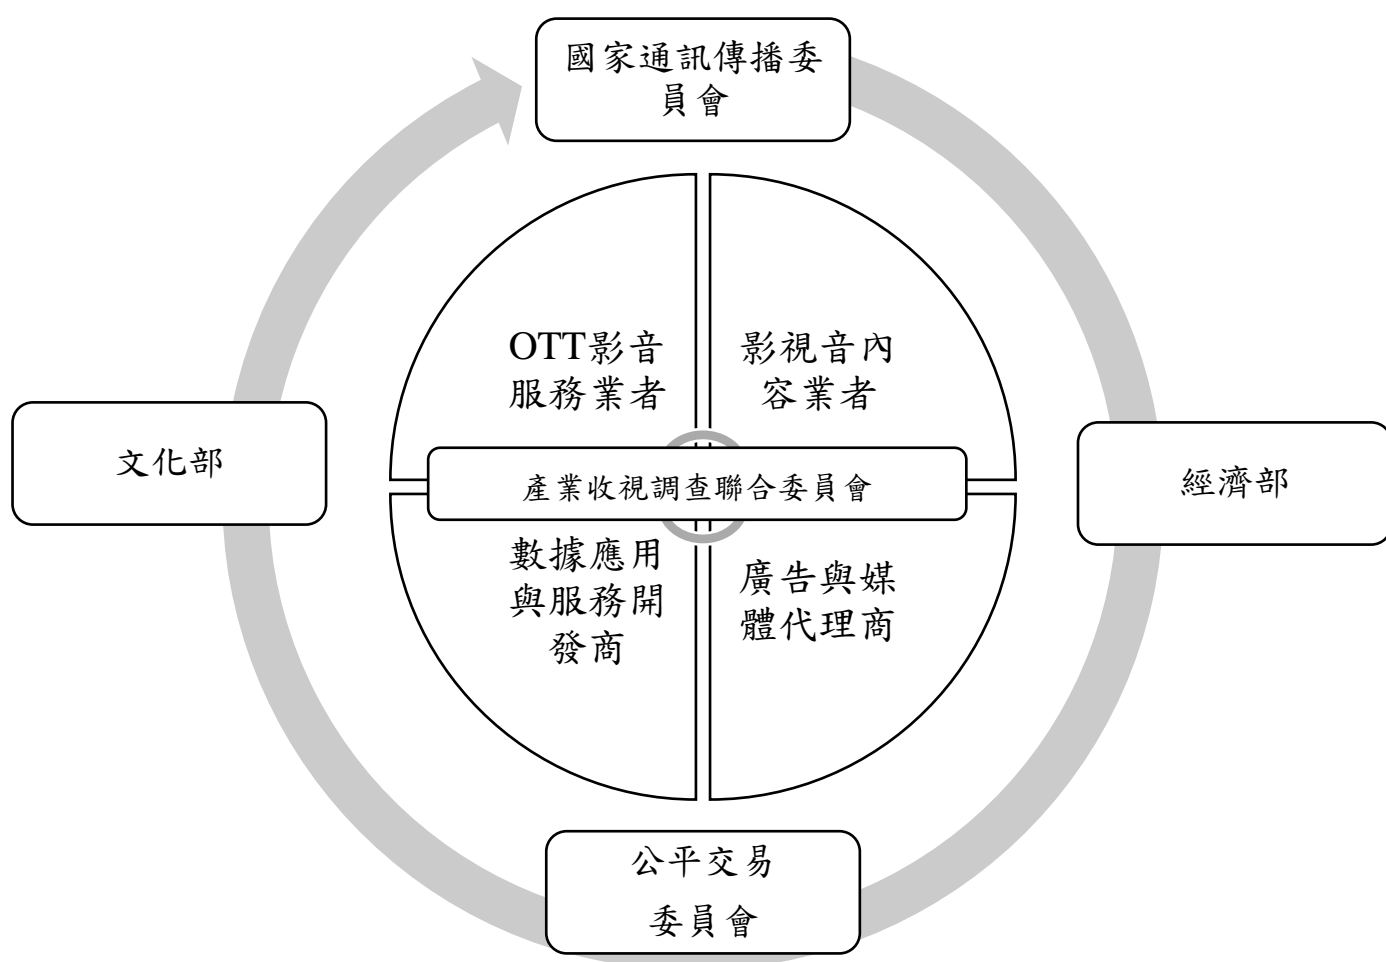 國家通訊傳播委
員會
OTT影音
服務業者
影視音內
容業者
文化部
產業收視調查聯合委員會
經濟部
數據應用
與服務開
發商
廣告與媒
體代理商
公平交易
委員會